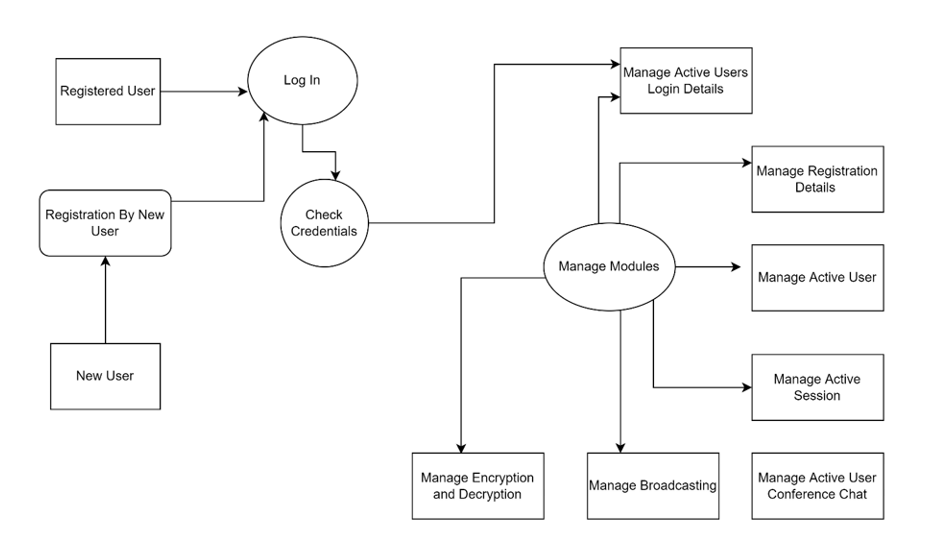 Registered User
Log In
Manage Active Users
Login Details
Manage Registration
Details
Registration By New
User
Check
Credentials
Manage Modules
Manage Active User
New User
Manage Active
Session
Manage Encryption
and Decryption
Manage Broadcasting
Manage Active User
Conference Chat